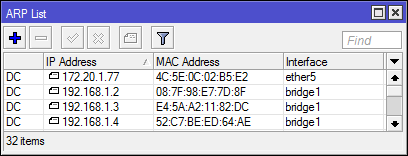 ARP List
Find
IP Address MAC Address Interface
DC 172.20.1.77 4C:5E:0C:02:B5:E2 ether5
DC 192.168.1.2 08:7F:98:E7:7D:8F bridge1
DC 192.168.1.3 E4:5A:A2:11:82:DC bridge1
DC 192.168.1.4 52:C7:BE:ED:64:AE bridge1
32 items